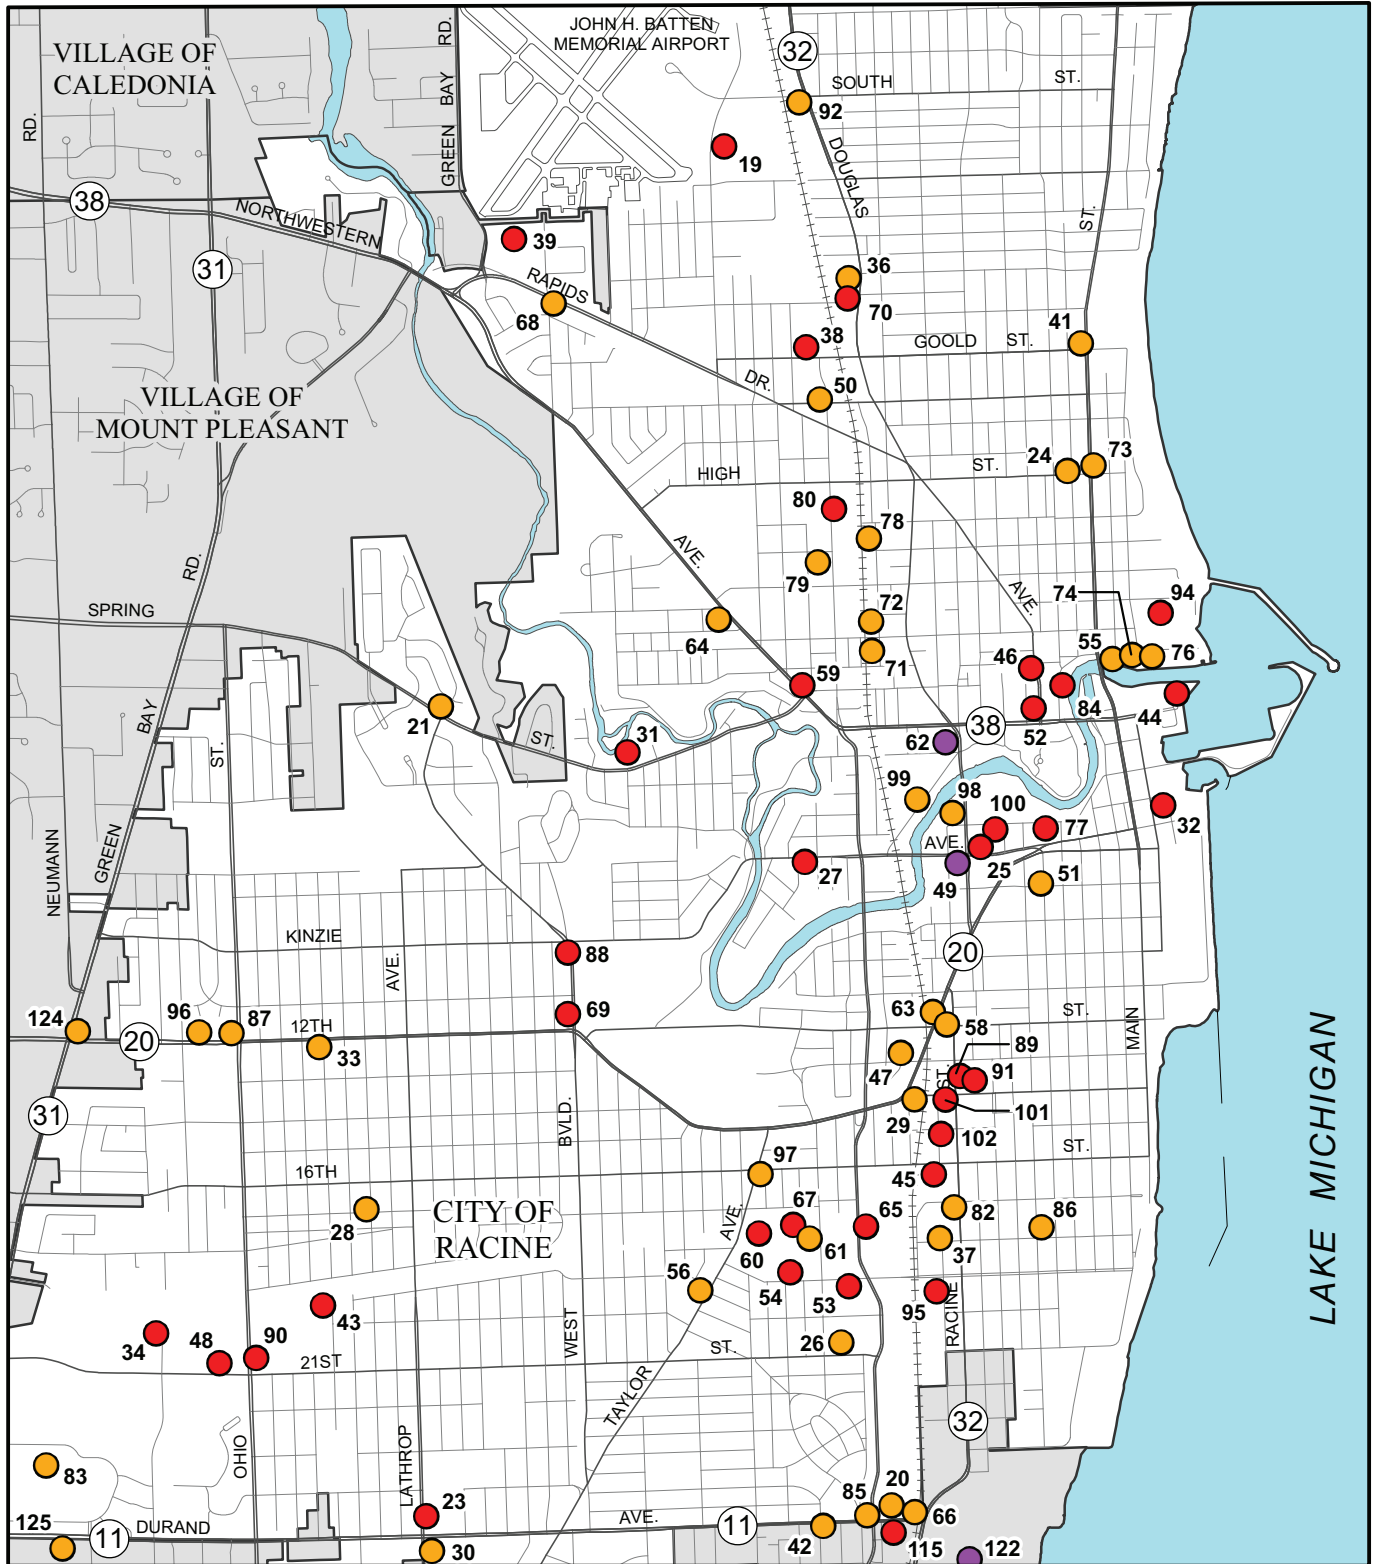 JOHN H. BATTEN
MEMORIAL AIRPORT
VILLAGE OF
CALEDONIA
RD.
GREEN BAY RD.
32
SOUTH ST.
92
19
DOUGLAS
38
NORTHWESTERN
39
31
RAPIDS
68
36
70
ST.
38
GOOLD ST.
41
DR.
50
VILLAGE OF
MOUNT PLEASANT
HIGH ST.
24
73
80
78
AVE.
79
RD.
SPRING
AVE.
74
94
64
72
71
55
76
59
46
84
44
21
BAY
ST.
ST.
31
62
38
52
99
98
100
77
32
NEUMANN
GREEN
AVE.
27
25
49
51
KINZIE
88
20
AVE.
69
63
58
ST.
124
96
87
12TH
33
20
MAIN
47
89
91
ST.
101
31
29
102
BVLD.
ST.
16TH
97
45
LAKE MICHIGAN
28
CITY OF
RACINE
AVE.
67
65
82
86
60
61
37
56
54
53
95
RACINE
43
34
48
90
21ST
WEST
ST.
26
TAYLOR
32
LATHROP
OHIO
83
23
85
20
66
125
11
DURAND
AVE.
11
30
42
115
122